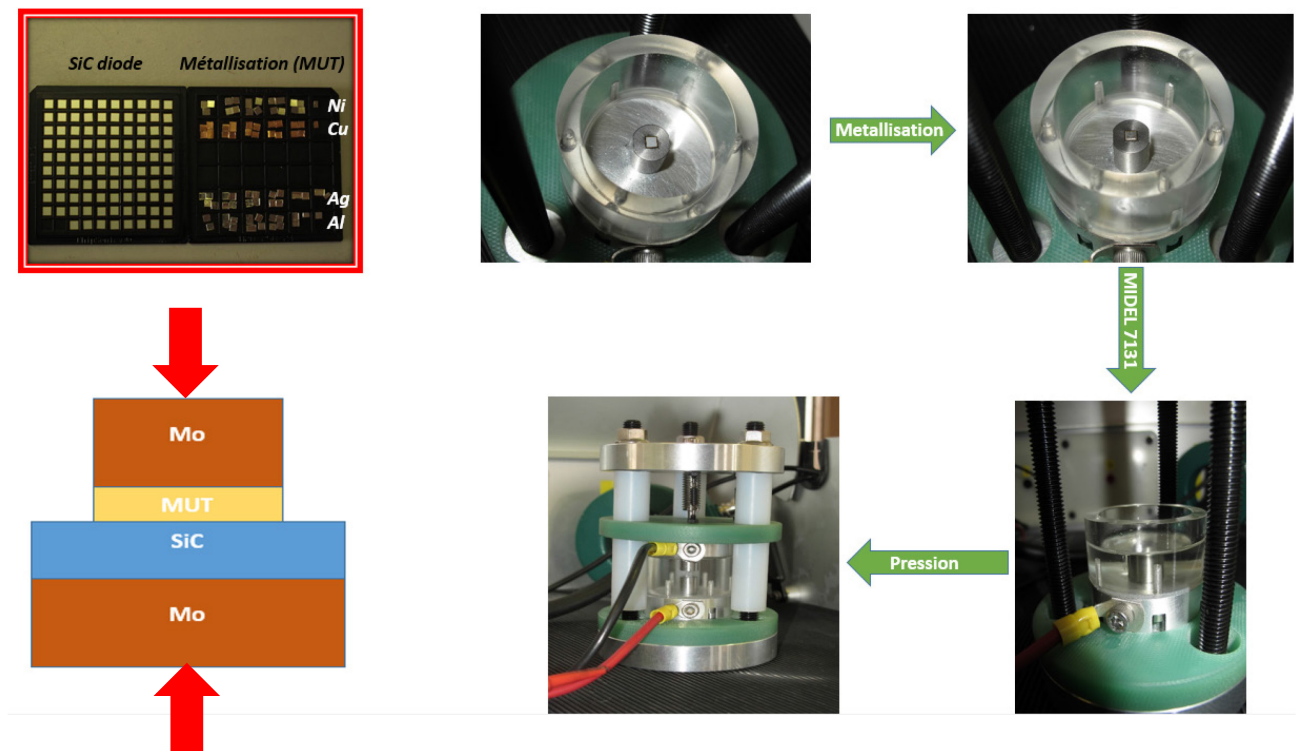 SiC diode Métallisation (MUT)
Ni
Cu
Ag
Al
Metallisation
MIDEL 7131
Pression
Mo
MUT
SiC
Mo